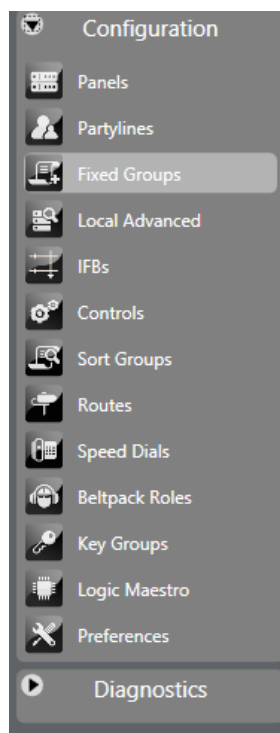 Configuration
Panels
Partylines
Fixed Groups
Local Advanced
IFBs
Controls
Sort Groups
Routes
Speed Dials
Beltpack Roles
Key Groups
Logic Maestro
Preferences
Diagnostics